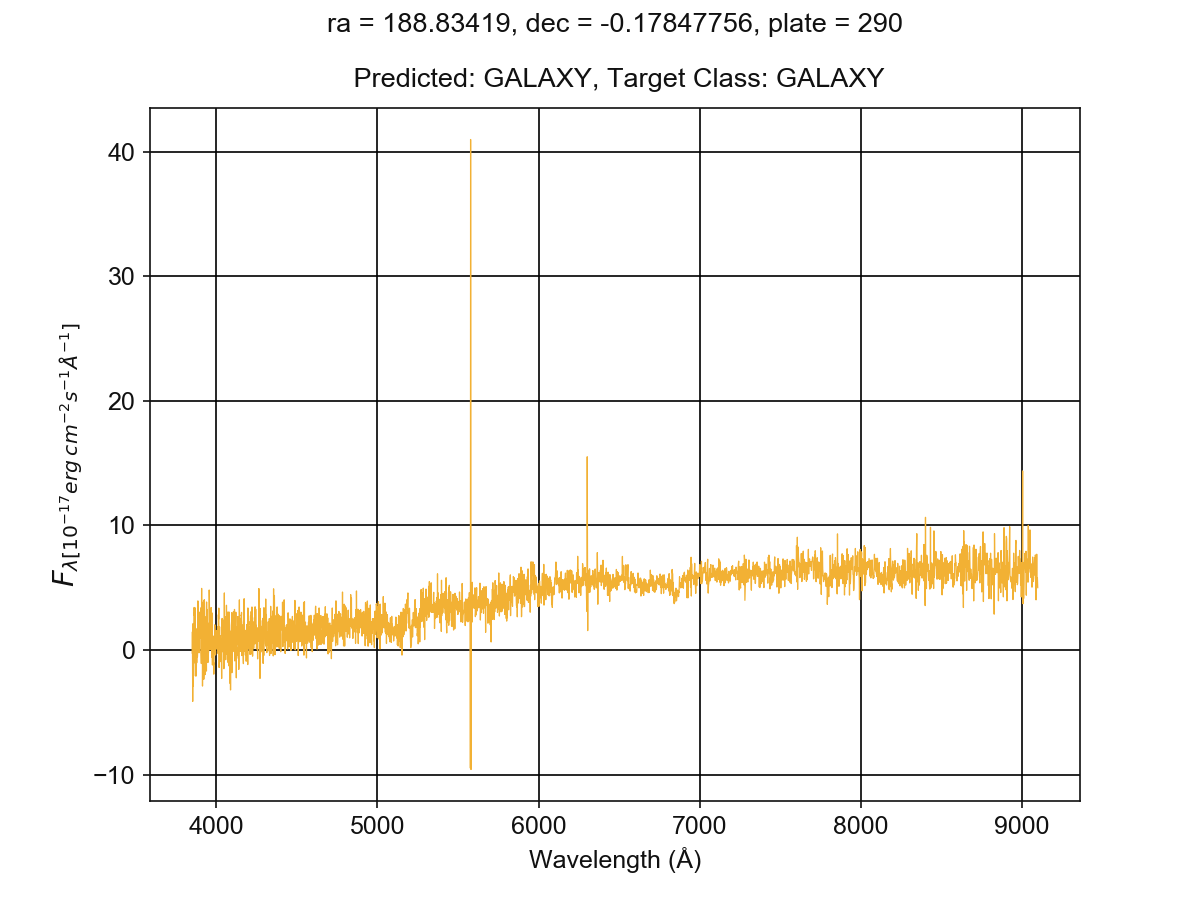 ra = 188.83419, dec = -0.17847756, plate = 290
Predicted: GALAXY, Target Class: GALAXY
40
30
20
10
0
−10
Fλ[10⁻¹⁷erg cm⁻²s⁻¹Å⁻¹]
4000 5000 6000 7000 8000 9000
Wavelength (Å)